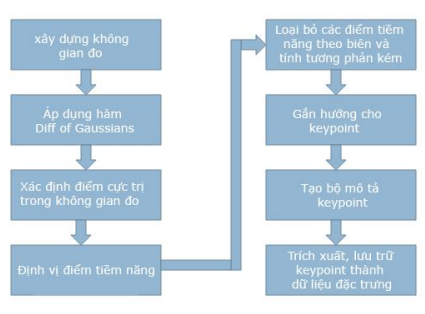 xây dựng không
gian đo
Áp dụng hàm
Diff of Gaussians
Xác định điểm cực trị
trong không gian đo
Định vị điểm tiềm năng
Loại bỏ các điểm tiềm
năng theo biên và
tính tương phản kém
Gắn hướng cho
keypoint
Tạo bộ mô tả
keypoint
Trích xuất, lưu trữ
keypoint thành
dữ liệu đặc trưng